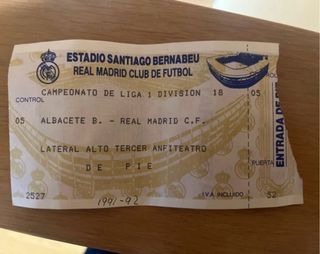 ESTADIO SANTIAGO BERNABEU
REAL MADRID CLUB DE FUTBOL
CAMPEONATO DE LIGA 1 DIVISION 18 05
CONTROL
05 ALBACETE B. - REAL MADRID C.F.
LATERAL ALTO TERCER ANFITEATRO
DE PIE
PUERTA
2527 1991-92 I.V.A. INCLUIDO 52
ENTRADA DE